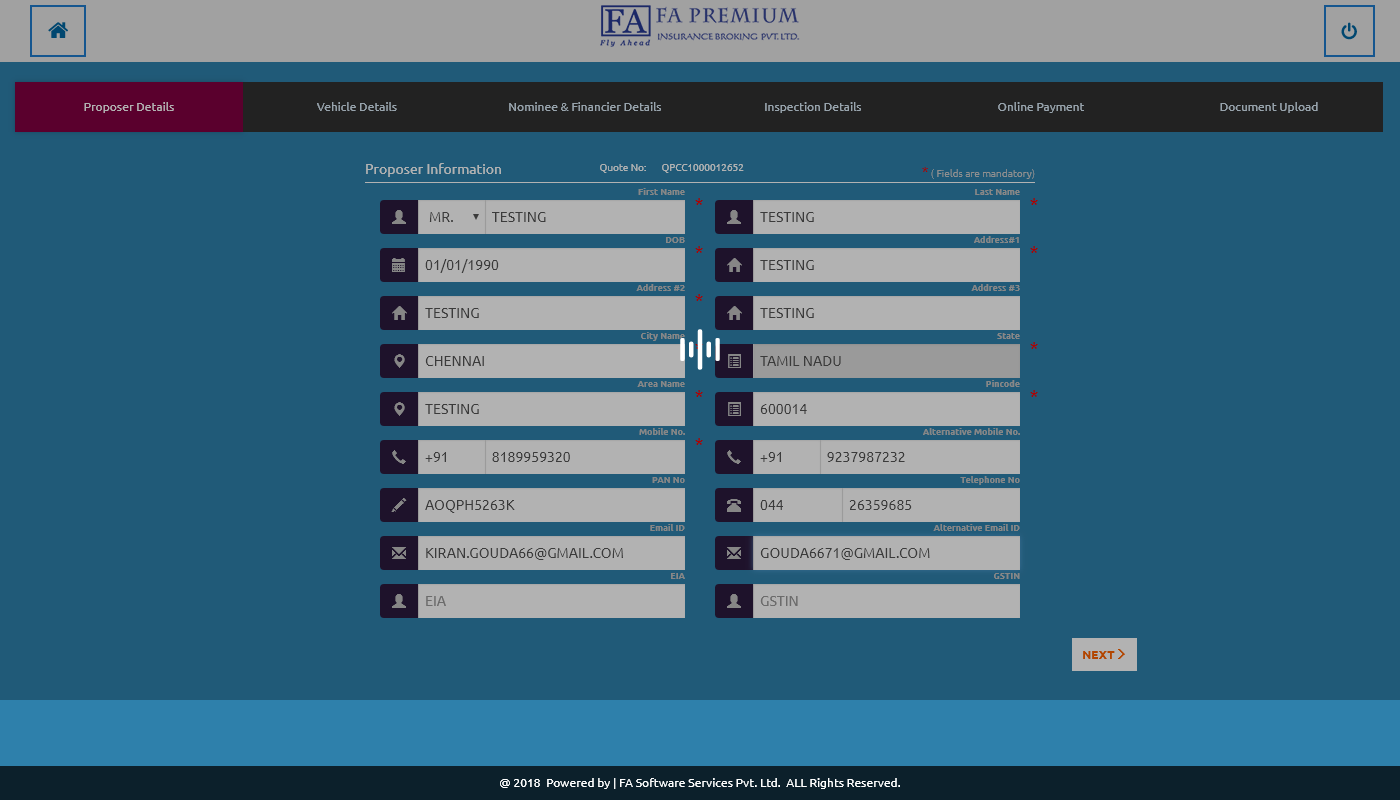 FA FA PREMIUM
Fly Ahead INSURANCE BROKING PVT. LTD.
Proposer Details Vehicle Details Nominee & Financier Details Inspection Details Online Payment Document Upload
Proposer Information Quote No: QPCC1000012652 * ( Fields are mandatory)
First Name Last Name
MR. TESTING * TESTING *
DOB Address#1
01/01/1990 TESTING *
Address #2 Address #3
TESTING * TESTING
City Name State
CHENNAI TAMIL NADU *
Area Name Pincode
TESTING * 600014 *
Mobile No. Alternative Mobile No.
+91 8189959320 * +91 9237987232
PAN No Telephone No
AOQPH5263K 044 26359685
Email ID Alternative Email ID
KIRAN.GOUDA66@GMAIL.COM GOUDA6671@GMAIL.COM
EIA GSTIN
EIA GSTIN
NEXT
@ 2018 Powered by | FA Software Services Pvt. Ltd. ALL Rights Reserved.